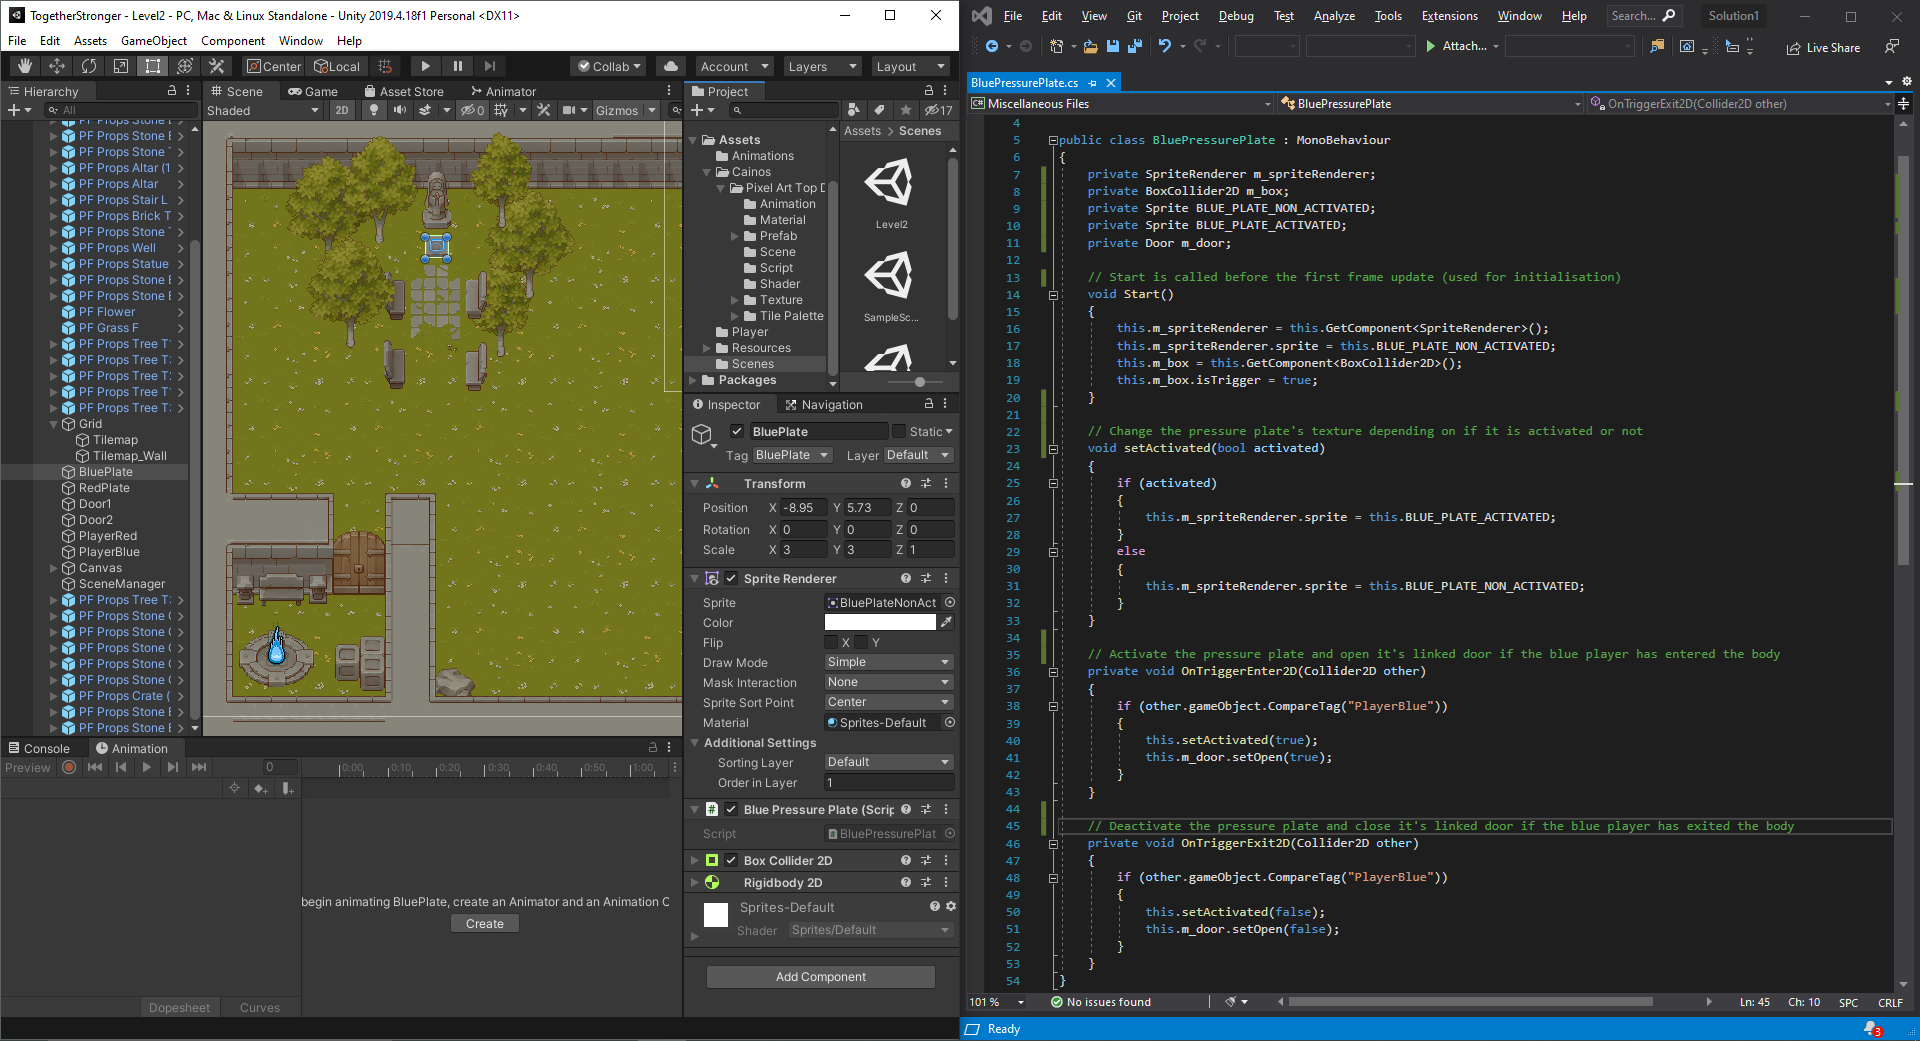 TogetherStronger - Level2 - PC, Mac & Linux Standalone - Unity 2019.4.18f1 Personal <DX11>
File Edit Assets GameObject Component Window Help
Center Local Collab Account Layers Layout
Hierarchy
All
PF Props Stone E
PF Props Stone T
PF Props Altar (1
PF Props Altar
PF Props Stair L
PF Props Brick T
PF Props Stone T
PF Props Well
PF Props Statue
PF Props Stone E
PF Props Stone E
PF Flower
PF Grass F
PF Props Tree T
PF Props Tree T
PF Props Tree T
PF Props Tree T
PF Props Tree T
Grid
Tilemap
Tilemap_Wall
BluePlate
RedPlate
Door1
Door2
PlayerRed
PlayerBlue
Canvas
SceneManager
PF Props Tree T
PF Props Stone
PF Props Stone
PF Props Stone
PF Props Stone
PF Props Stone
PF Props Crate (
PF Props Stone E
PF Props Stone E
Scene Game Asset Store Animator
Shaded 2D 0 Gizmos
Project
17
Assets
Animations
Cainos
Pixel Art Top D
Animation
Material
Prefab
Scene
Script
Shader
Texture
Tile Palette
Player
Resources
Scenes
Packages
Assets > Scenes
Level2
SampleSc...
Inspector Navigation
BluePlate Static
Tag BluePlate Layer Default
Transform
Position X -8.95 Y 5.73 Z 0
Rotation X 0 Y 0 Z 0
Scale X 3 Y 3 Z 1
Sprite Renderer
Sprite BluePlateNonAct
Color
Flip X Y
Draw Mode Simple
Mask Interaction None
Sprite Sort Point Center
Material Sprites-Default
Additional Settings
Sorting Layer Default
Order in Layer 1
Blue Pressure Plate (Scrip
Script BluePressurePlat
Box Collider 2D
Rigidbody 2D
Sprites-Default
Shader Sprites/Default
Add Component
Console Animation
Preview 0 0:00 0:10 0:20 0:30 0:40 0:50 1:00
begin animating BluePlate, create an Animator and an Animation C
Create
Dopesheet Curves
File Edit View Git Project Debug Test Analyze Tools Extensions Window Help Search... Solution1
Attach... Live Share
BluePressurePlate.cs
C# Miscellaneous Files BluePressurePlate OnTriggerExit2D(Collider2D other)
4
5 public class BluePressurePlate : MonoBehaviour
6 {
7 private SpriteRenderer m_spriteRenderer;
8 private BoxCollider2D m_box;
9 private Sprite BLUE_PLATE_NON_ACTIVATED;
10 private Sprite BLUE_PLATE_ACTIVATED;
11 private Door m_door;
12
13 // Start is called before the first frame update (used for initialisation)
14 void Start()
15 {
16 this.m_spriteRenderer = this.GetComponent<SpriteRenderer>();
17 this.m_spriteRenderer.sprite = this.BLUE_PLATE_NON_ACTIVATED;
18 this.m_box = this.GetComponent<BoxCollider2D>();
19 this.m_box.isTrigger = true;
20 }
21
22 // Change the pressure plate's texture depending on if it is activated or not
23 void setActivated(bool activated)
24 {
25 if (activated)
26 {
27 this.m_spriteRenderer.sprite = this.BLUE_PLATE_ACTIVATED;
28 }
29 else
30 {
31 this.m_spriteRenderer.sprite = this.BLUE_PLATE_NON_ACTIVATED;
32 }
33 }
34
35 // Activate the pressure plate and open it's linked door if the blue player has entered the body
36 private void OnTriggerEnter2D(Collider2D other)
37 {
38 if (other.gameObject.CompareTag("PlayerBlue"))
39 {
40 this.setActivated(true);
41 this.m_door.setOpen(true);
42 }
43 }
44
45 // Deactivate the pressure plate and close it's linked door if the blue player has exited the body
46 private void OnTriggerExit2D(Collider2D other)
47 {
48 if (other.gameObject.CompareTag("PlayerBlue"))
49 {
50 this.setActivated(false);
51 this.m_door.setOpen(false);
52 }
53 }
54 }
101 % No issues found Ln: 45 Ch: 10 SPC CRLF
Ready 3